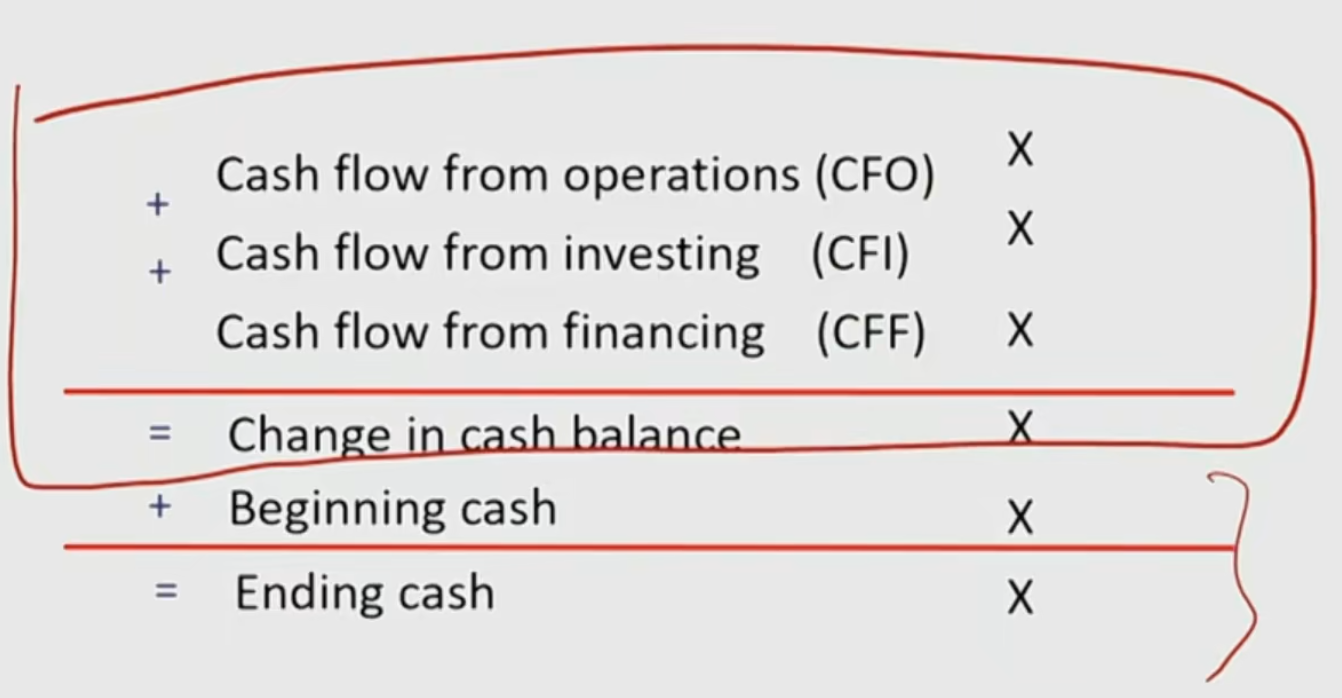 Cash flow from operations (CFO) X
+
Cash flow from investing (CFI) X
+
Cash flow from financing (CFF) X
= Change in cash balance X
+ Beginning cash X
= Ending cash X